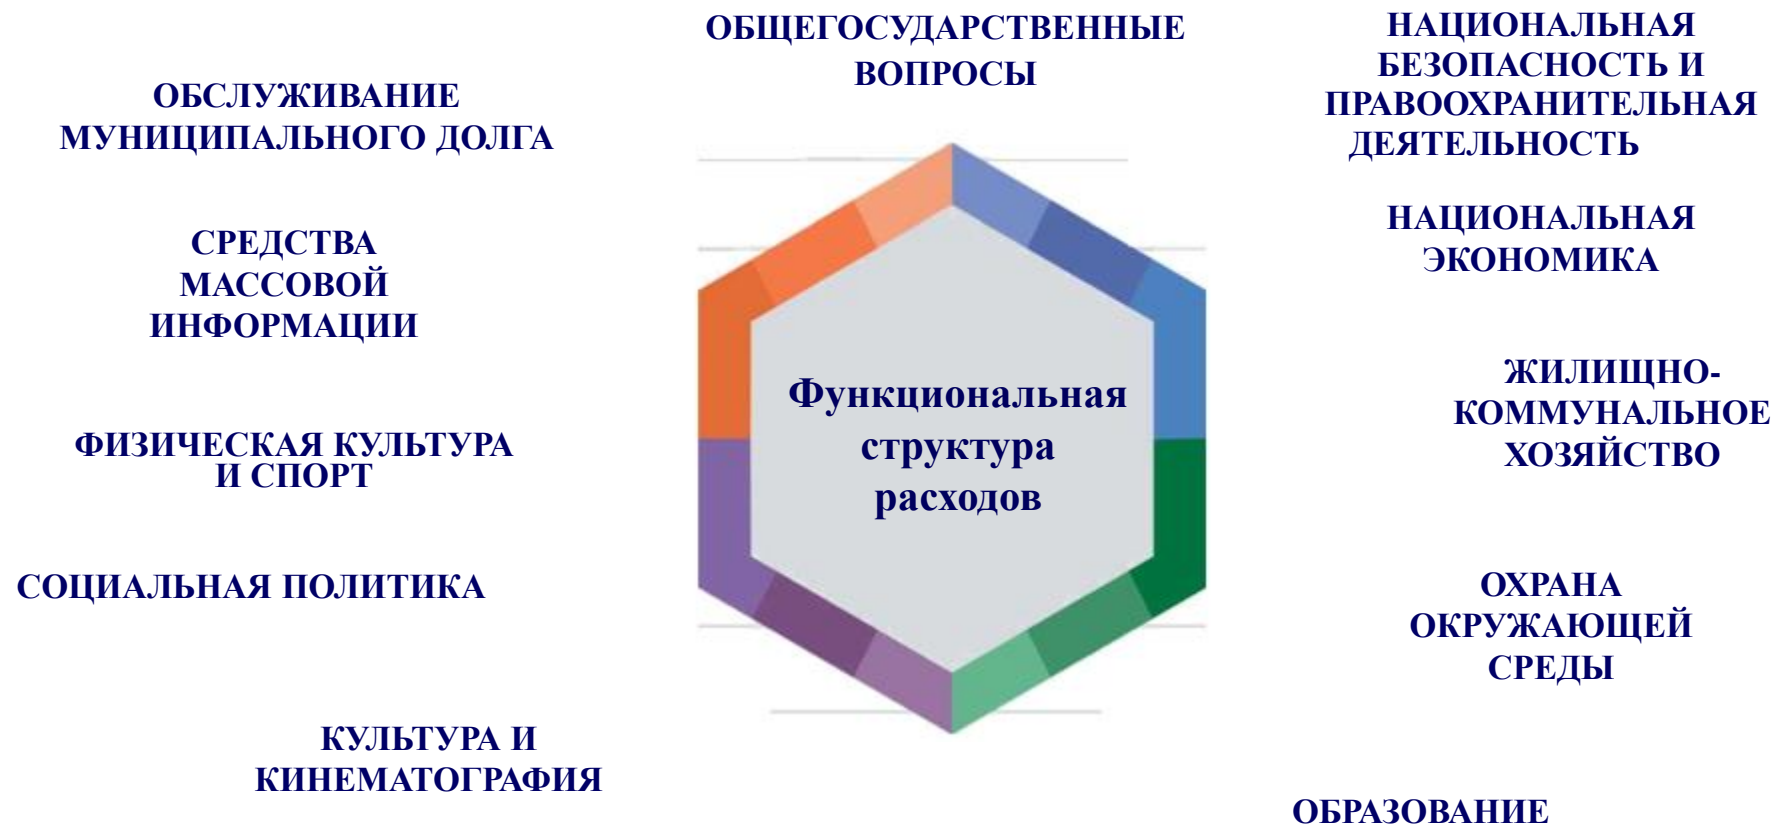 ОБЩЕГОСУДАРСТВЕННЫЕ
ВОПРОСЫ
НАЦИОНАЛЬНАЯ
БЕЗОПАСНОСТЬ И
ПРАВООХРАНИТЕЛЬНАЯ
ДЕЯТЕЛЬНОСТЬ
НАЦИОНАЛЬНАЯ
ЭКОНОМИКА
ЖИЛИЩНО-
КОММУНАЛЬНОЕ
ХОЗЯЙСТВО
ОХРАНА
ОКРУЖАЮЩЕЙ
СРЕДЫ
ОБРАЗОВАНИЕ
КУЛЬТУРА И
КИНЕМАТОГРАФИЯ
СОЦИАЛЬНАЯ ПОЛИТИКА
ФИЗИЧЕСКАЯ КУЛЬТУРА
И СПОРТ
СРЕДСТВА
МАССОВОЙ
ИНФОРМАЦИИ
ОБСЛУЖИВАНИЕ
МУНИЦИПАЛЬНОГО ДОЛГА
Функциональная
структура
расходов